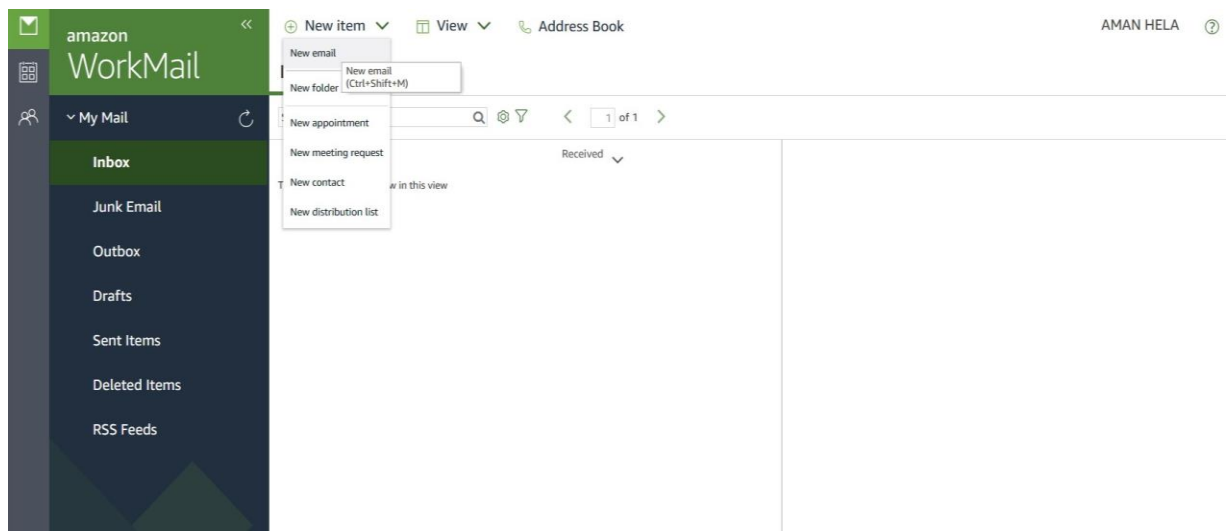 amazon
WorkMail
New item
View
Address Book
AMAN HELA
New email
New email
(Ctrl+Shift+M)
New folder
New appointment
New meeting request
New contact
New distribution list
My Mail
Inbox
Junk Email
Outbox
Drafts
Sent Items
Deleted Items
RSS Feeds
1 of 1
Received
in this view